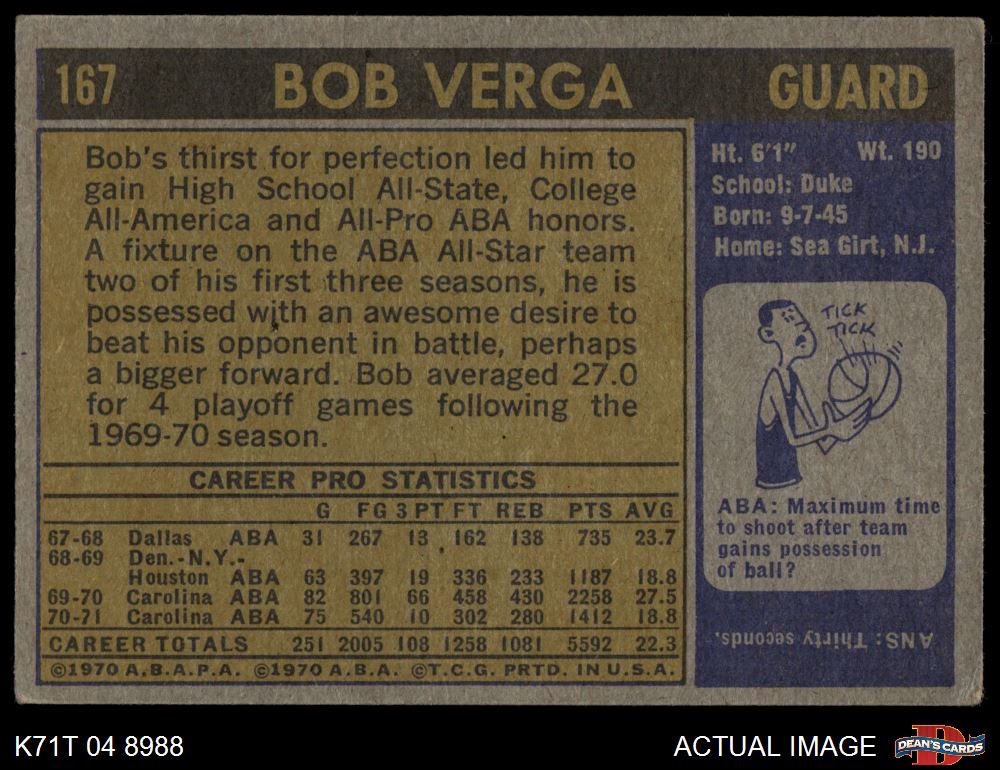 167 BOB VERGA GUARD
Bob's thirst for perfection led him to
gain High School All-State, College
All-America and All-Pro ABA honors.
A fixture on the ABA All-Star team
two of his first three seasons, he is
possessed with an awesome desire to
beat his opponent in battle, perhaps
a bigger forward. Bob averaged 27.0
for 4 playoff games following the
1969-70 season.
CAREER PRO STATISTICS
G FG 3 PT FT REB PTS AVG
67-68 Dallas ABA 31 267 13 162 138 735 23.7
68-69 Den.-N.Y.-
Houston ABA 63 397 19 336 233 1187 18.8
69-70 Carolina ABA 82 801 66 458 430 2258 27.5
70-71 Carolina ABA 75 540 10 302 280 1412 18.8
CAREER TOTALS 251 2005 108 1258 1081 5592 22.3
©1970 A.B.A.P.A. ©1970 A.B.A. ©T.C.G. PRTD. IN U.S.A.
Ht. 6'1" Wt. 190
School: Duke
Born: 9-7-45
Home: Sea Girt, N.J.
TICK
TICK
ABA: Maximum time
to shoot after team
gains possession
of ball?
ANS: Thirty seconds.
K71T 04 8988
ACTUAL IMAGE
D
DEAN'S CARDS